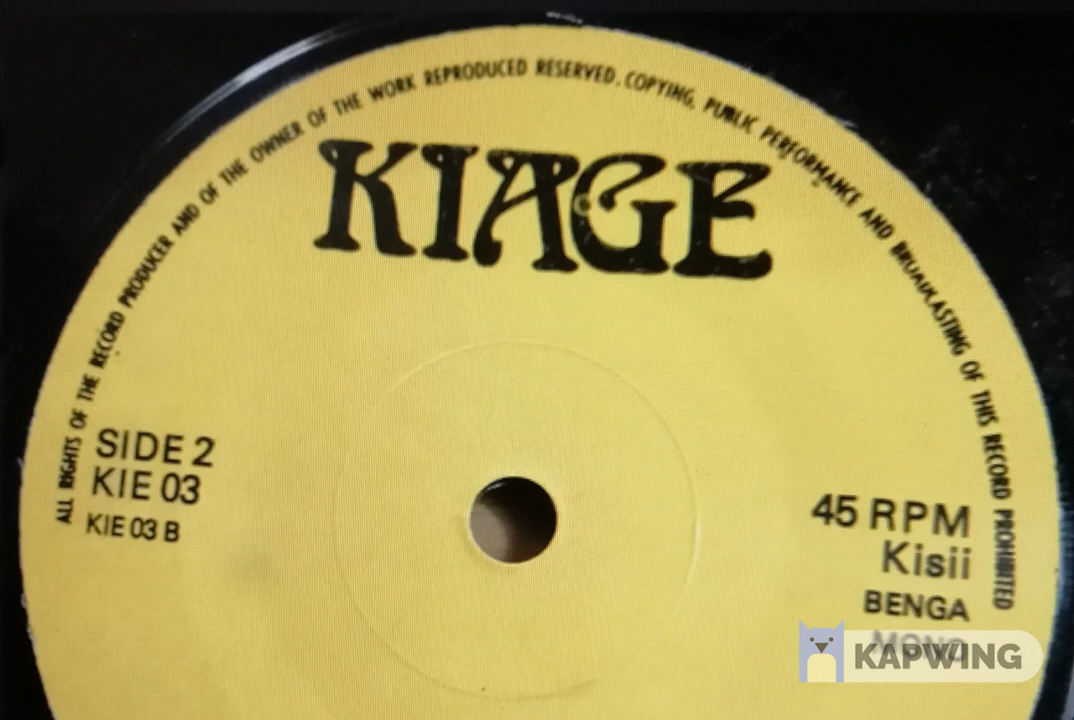 ALL RIGHTS OF THE RECORD PRODUCER AND OF THE OWNER OF THE WORK REPRODUCED RESERVED. COPYING, PUBLIC PERFORMANCE AND BROADCASTING OF THIS RECORD PROHIBITED
KIAGE
SIDE 2
KIE 03
KIE 03 B
45 RPM
Kisii
BENGA
MONO
KAPWING